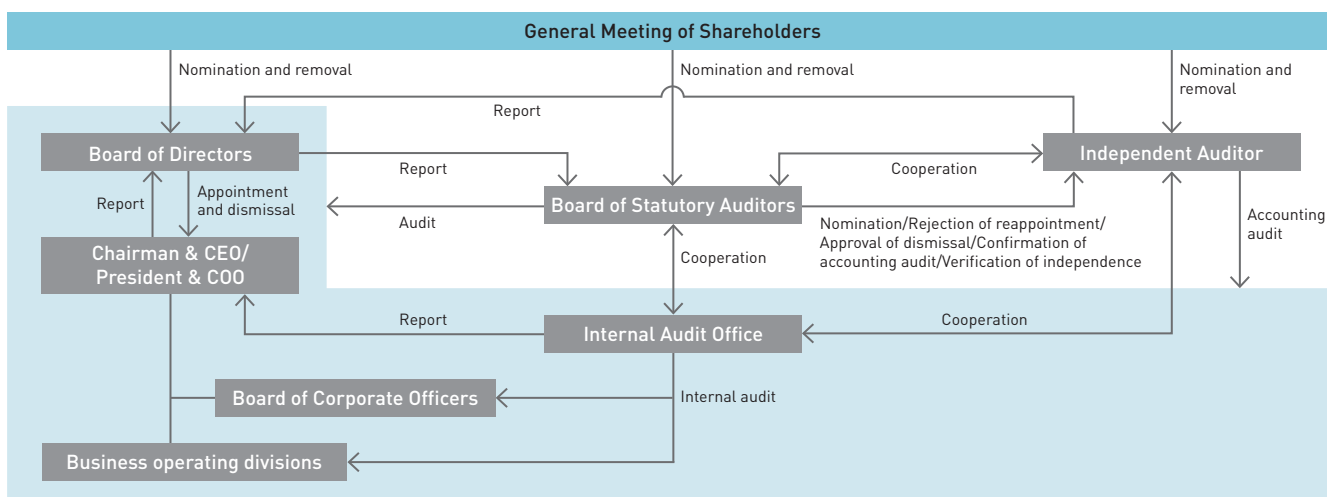 General Meeting of Shareholders
Nomination and removal
Nomination and removal
Nomination and
removal
Report
Board of Directors
Independent Auditor
Report
Cooperation
Report
Appointment
and dismissal
Board of Statutory Auditors
Audit
Nomination/Rejection of reappointment/
Approval of dismissal/Confirmation of
accounting audit/Verification of independence
Accounting
audit
Chairman & CEO/
President & COO
Cooperation
Report
Internal Audit Office
Cooperation
Board of Corporate Officers
Internal audit
Business operating divisions